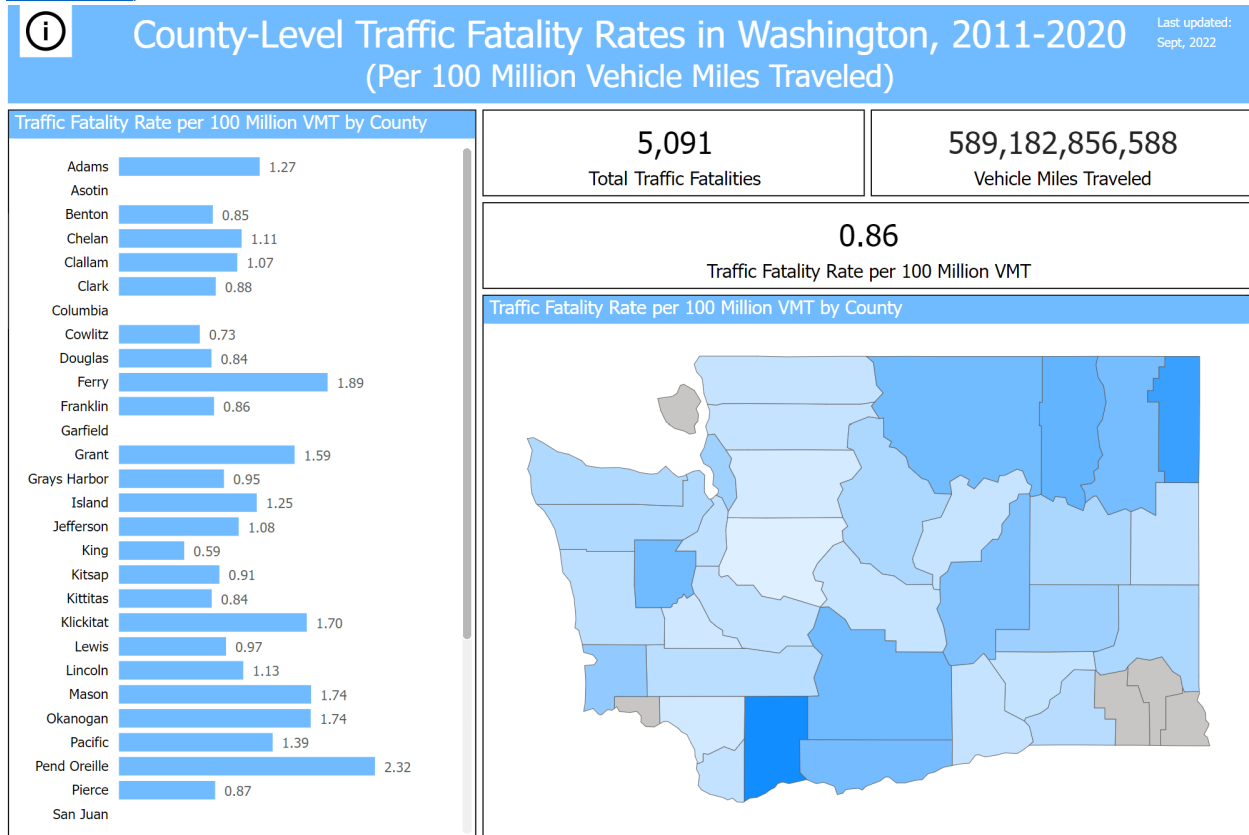 i
County-Level Traffic Fatality Rates in Washington, 2011-2020
(Per 100 Million Vehicle Miles Traveled)
Last updated:
Sept, 2022
Traffic Fatality Rate per 100 Million VMT by County
Adams 1.27
Asotin
Benton 0.85
Chelan 1.11
Clallam 1.07
Clark 0.88
Columbia
Cowlitz 0.73
Douglas 0.84
Ferry 1.89
Franklin 0.86
Garfield
Grant 1.59
Grays Harbor 0.95
Island 1.25
Jefferson 1.08
King 0.59
Kitsap 0.91
Kittitas 0.84
Klickitat 1.70
Lewis 0.97
Lincoln 1.13
Mason 1.74
Okanogan 1.74
Pacific 1.39
Pend Oreille 2.32
Pierce 0.87
San Juan
5,091
Total Traffic Fatalities
589,182,856,588
Vehicle Miles Traveled
0.86
Traffic Fatality Rate per 100 Million VMT
Traffic Fatality Rate per 100 Million VMT by County